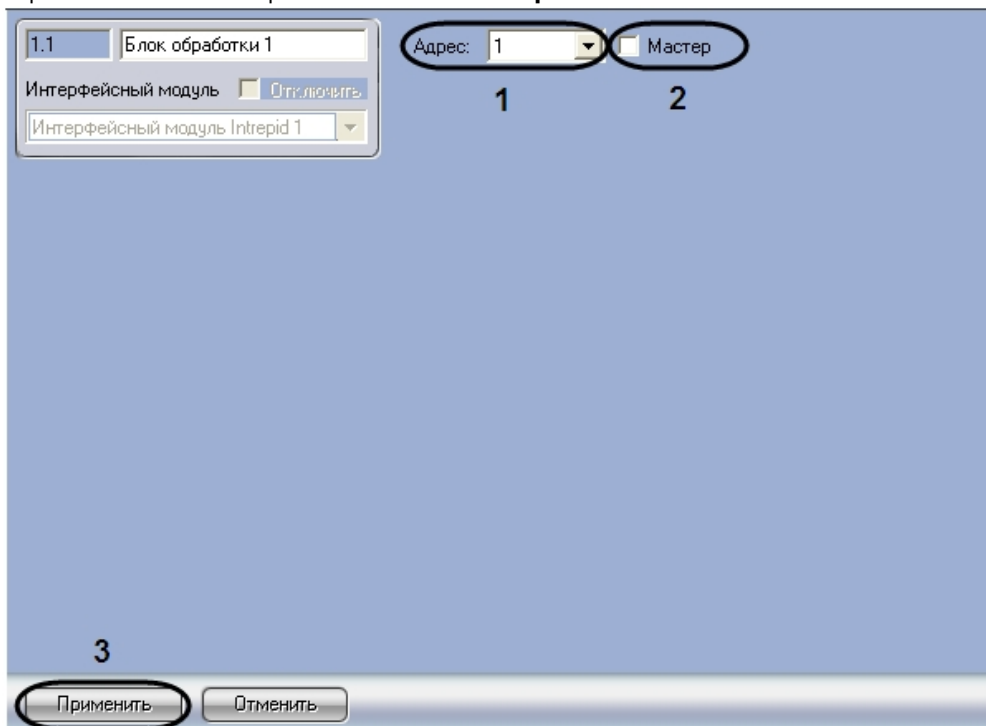 1.1 Блок обработки 1
Адрес: 1 Мастер
Интерфейсный модуль Отключить
1 2
Интерфейсный модуль Intrepid 1
3
Применить Отменить